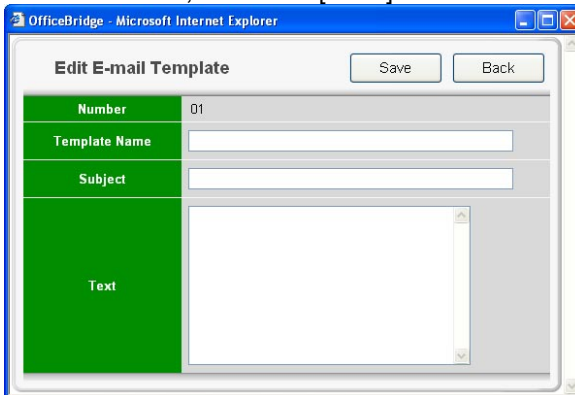 OfficeBridge - Microsoft Internet Explorer
Edit E-mail Template
Save
Back
Number
01
Template Name
Subject
Text